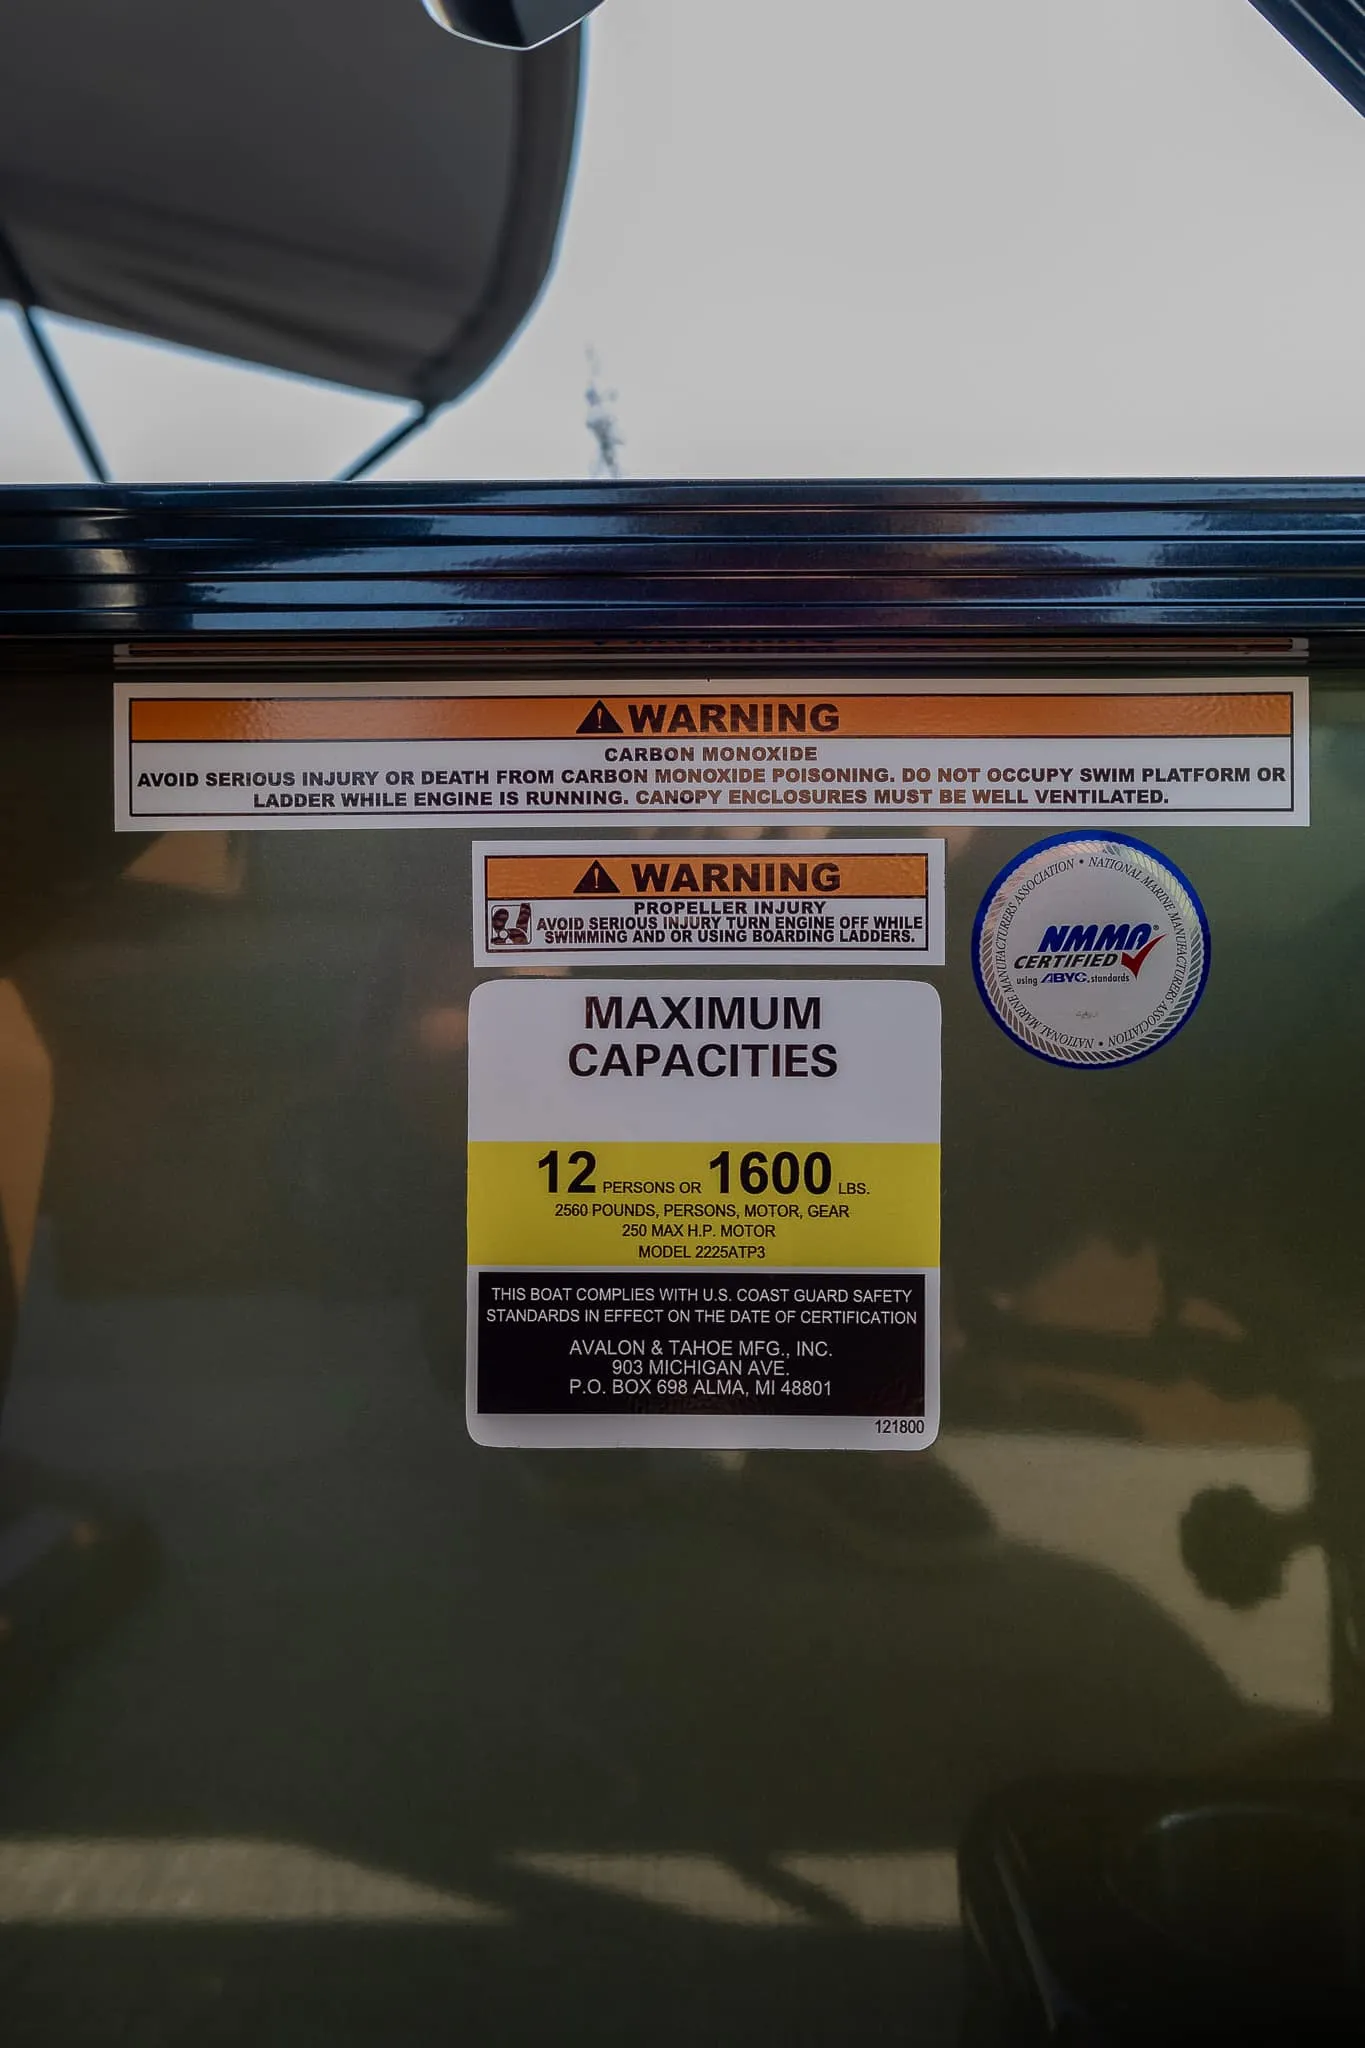 WARNING
CARBON MONOXIDE
AVOID SERIOUS INJURY OR DEATH FROM CARBON MONOXIDE POISONING. DO NOT OCCUPY SWIM PLATFORM OR
LADDER WHILE ENGINE IS RUNNING. CANOPY ENCLOSURES MUST BE WELL VENTILATED.
WARNING
PROPELLER INJURY
AVOID SERIOUS INJURY TURN ENGINE OFF WHILE
SWIMMING AND OR USING BOARDING LADDERS.
NATIONAL MARINE MANUFACTURERS ASSOCIATION • NATIONAL MARINE MANUFACTURERS ASSOCIATION •
NMMA®
CERTIFIED
using ABYC. standards
MAXIMUM
CAPACITIES
12 PERSONS OR 1600 LBS.
2560 POUNDS, PERSONS, MOTOR, GEAR
250 MAX H.P. MOTOR
MODEL 2225ATP3
THIS BOAT COMPLIES WITH U.S. COAST GUARD SAFETY
STANDARDS IN EFFECT ON THE DATE OF CERTIFICATION
AVALON & TAHOE MFG., INC.
903 MICHIGAN AVE.
P.O. BOX 698 ALMA, MI 48801
121800